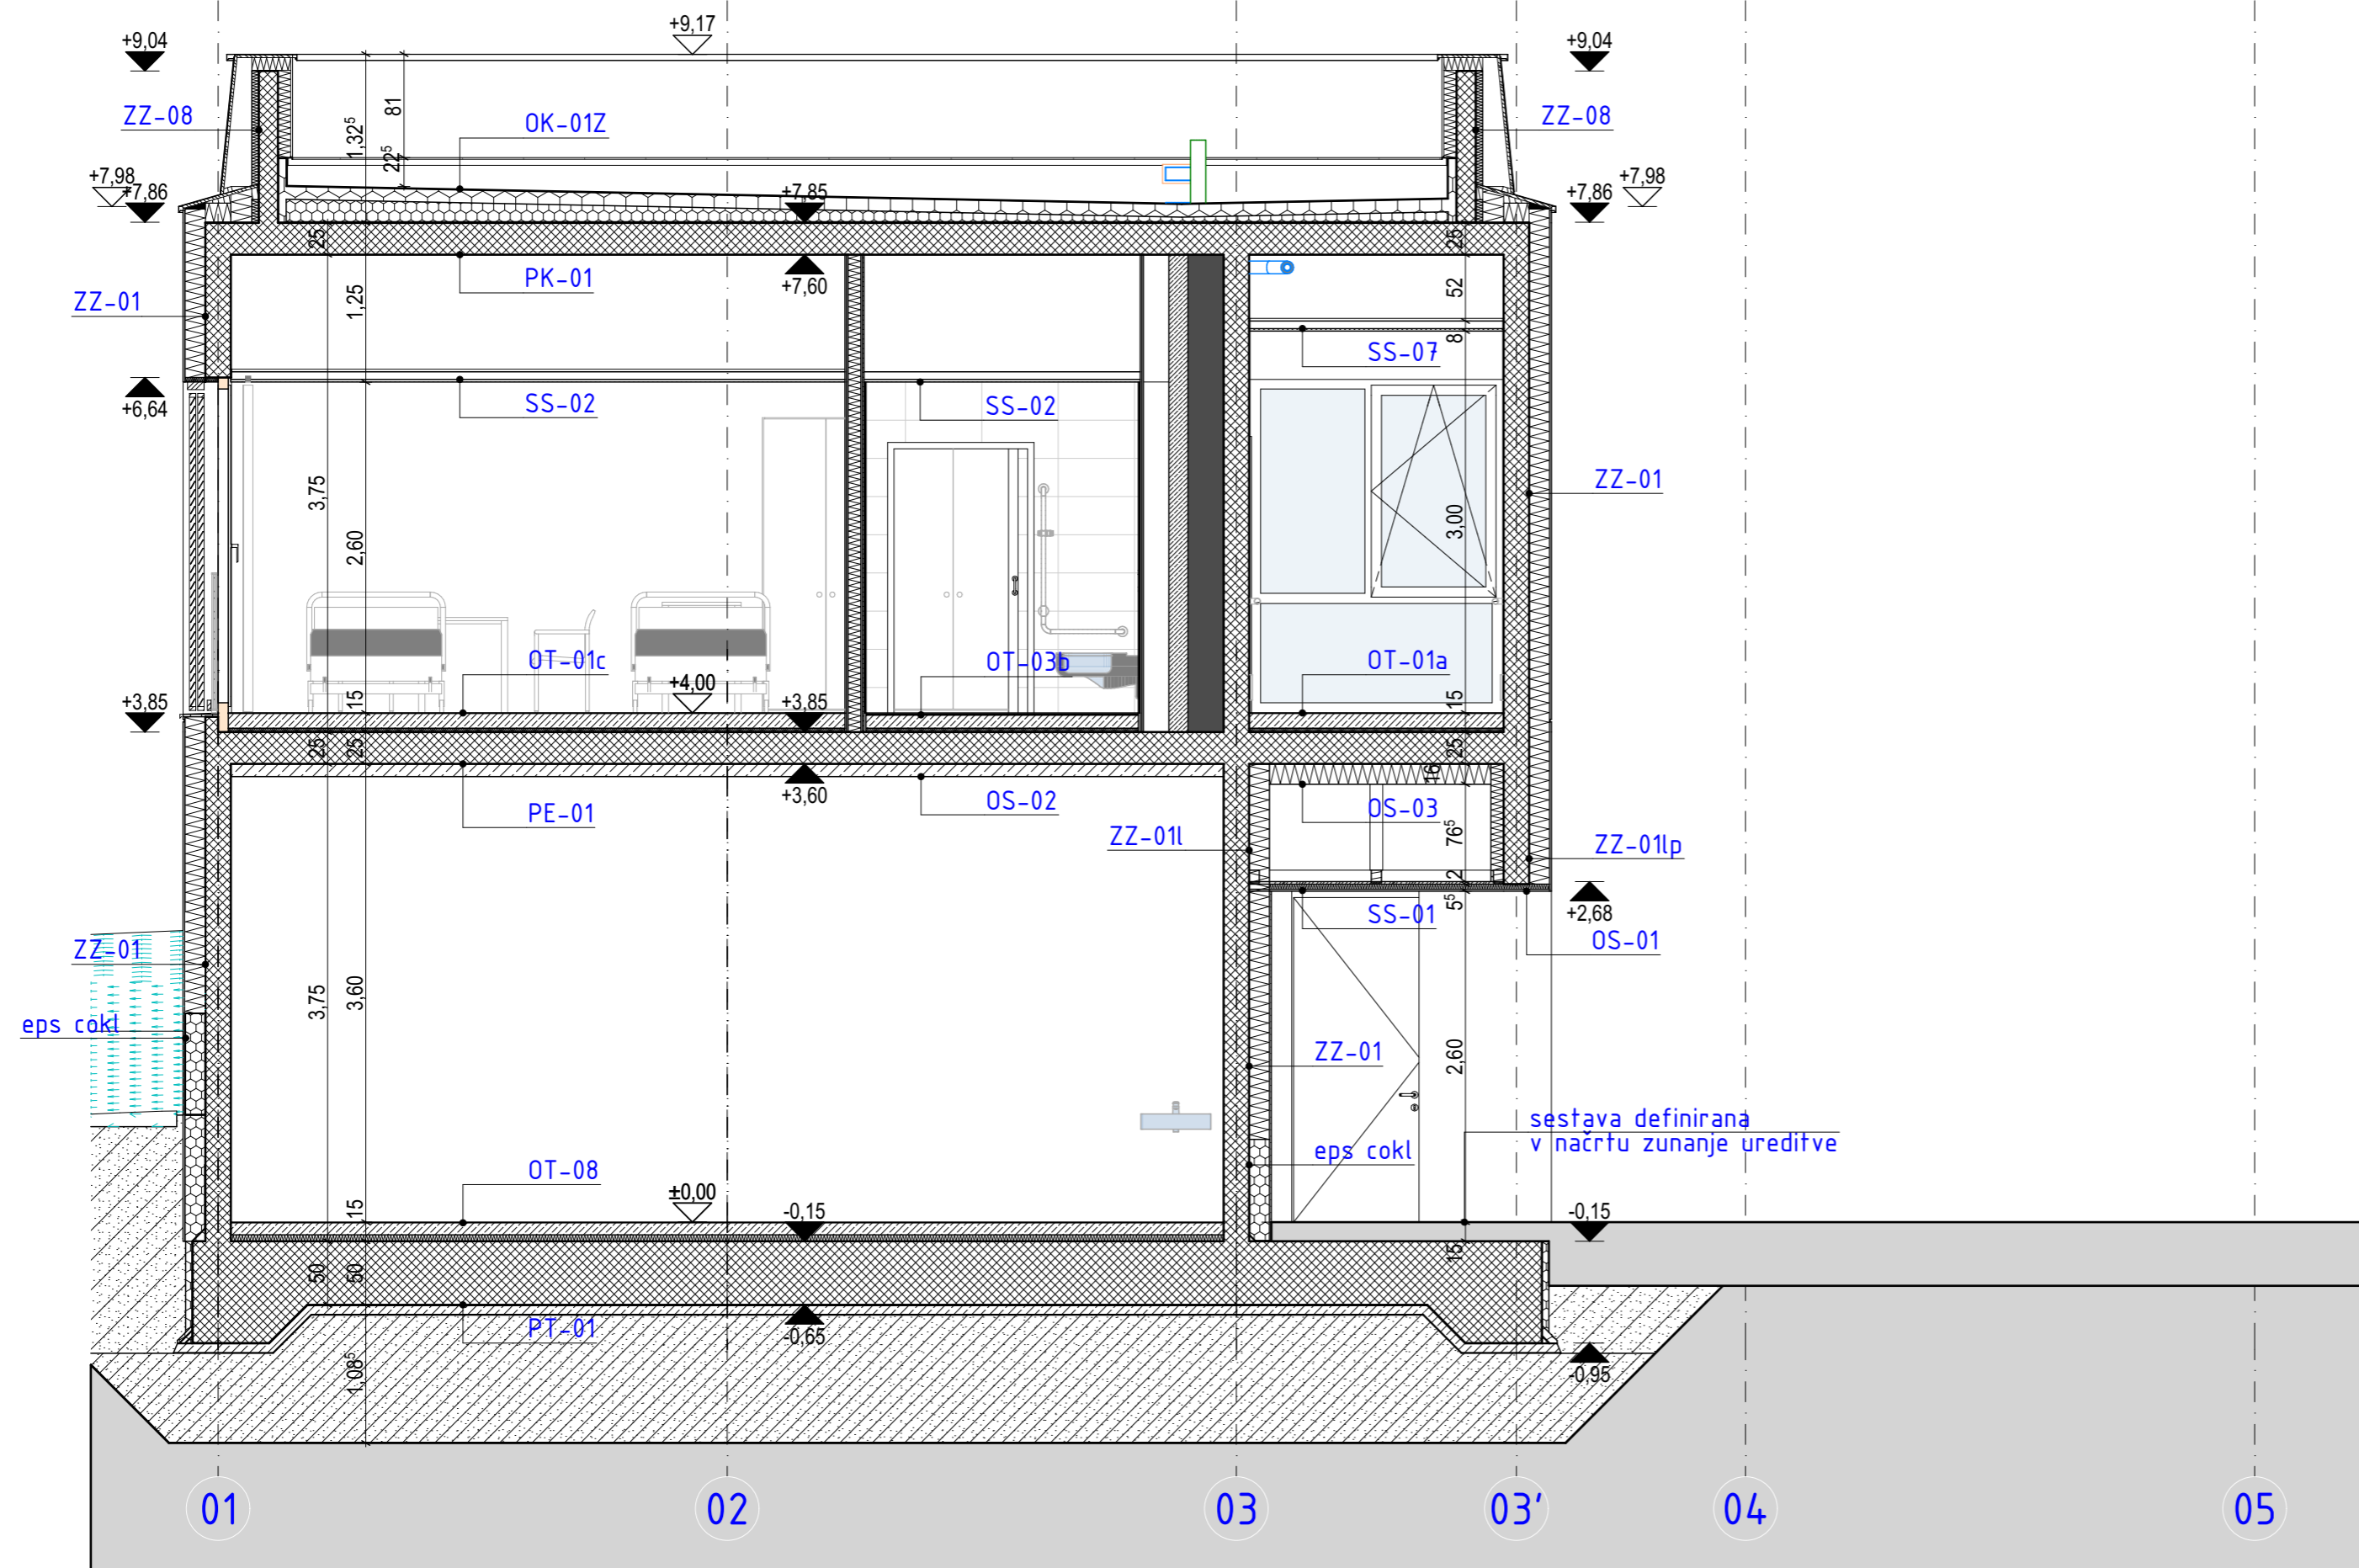 +9,17
+9,04
+9,04
ZZ-08
81
1,32⁵
OK-01Z
ZZ-08
22⁵
+7,98
+7,86
+7,85
+7,86
+7,98
25
25
PK-01
+7,60
52
ZZ-01
1,25
8
SS-07
+6,64
SS-02
SS-02
ZZ-01
3,75
2,60
3,00
OT-01c
OT-03b
OT-01a
+4,00
15
15
+3,85
+3,85
25
25
25
16
PE-01
+3,60
OS-02
OS-03
ZZ-01l
76⁵
ZZ-01lp
2
5⁵
SS-01
+2,68
OS-01
ZZ-01
3,75
3,60
eps cokl
ZZ-01
2,60
sestava definirana
v načrtu zunanje ureditve
eps cokl
OT-08
15
±0,00
-0,15
-0,15
15
50
50
PT-01
-0,65
-0,95
1,08⁵
01
02
03
03'
04
05